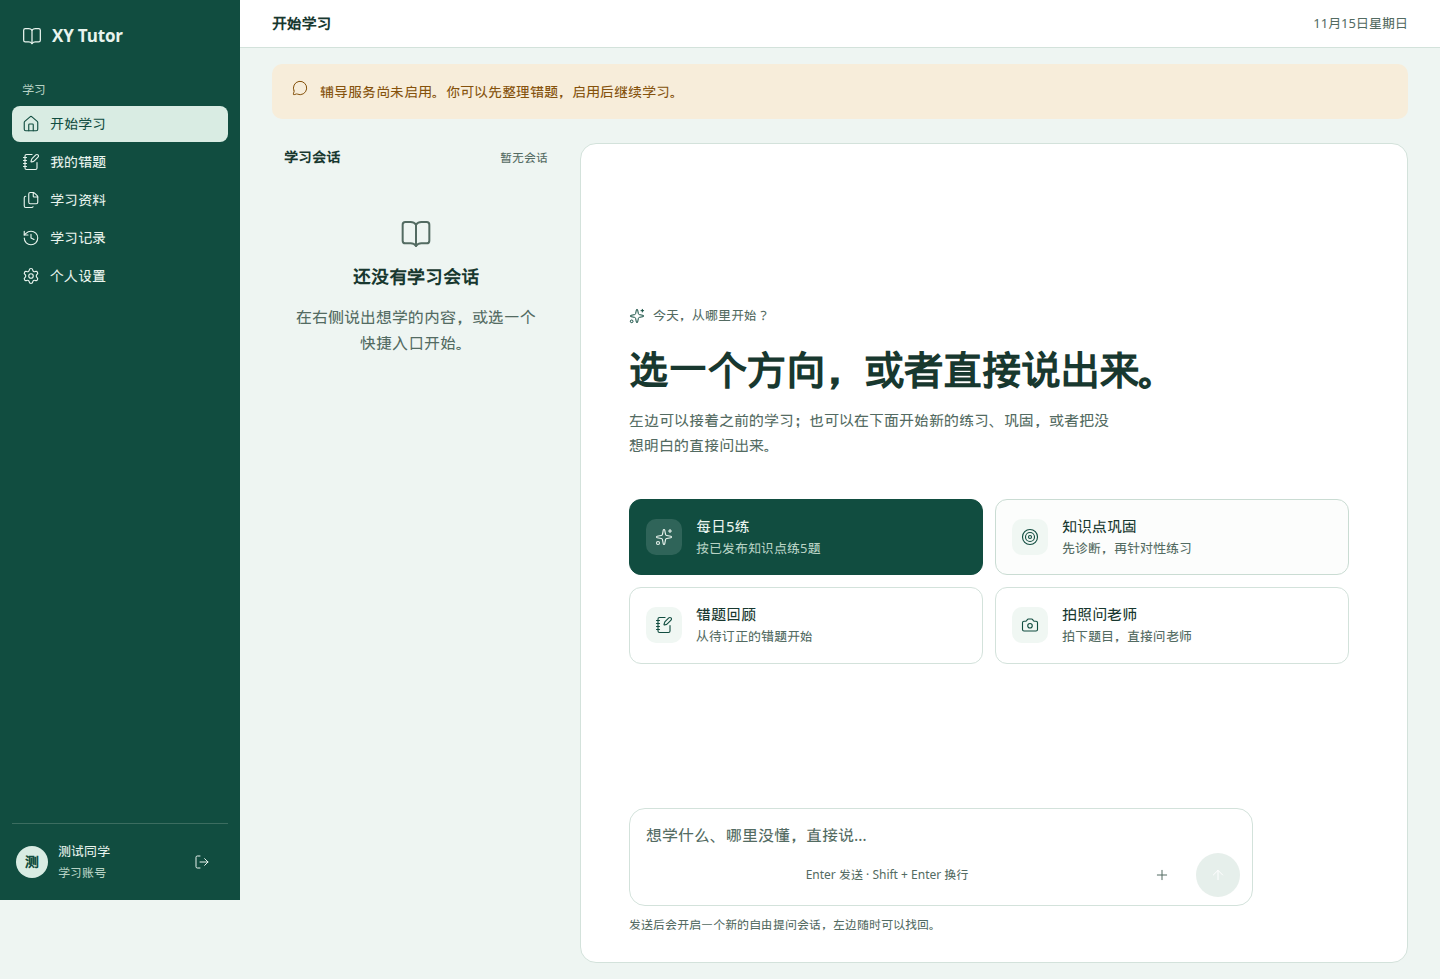 XY Tutor
学习
开始学习
我的错题
学习资料
学习记录
个人设置
测
测试同学
学习账号
开始学习
11月15日星期日
辅导服务尚未启用。你可以先整理错题，启用后继续学习。
学习会话
暂无会话
还没有学习会话
在右侧说出想学的内容，或选一个
快捷入口开始。
今天，从哪里开始？
选一个方向，或者直接说出来。
左边可以接着之前的学习；也可以在下面开始新的练习、巩固，或者把没
想明白的直接问出来。
每日5练
按已发布知识点练5题
知识点巩固
先诊断，再针对性练习
错题回顾
从待订正的错题开始
拍照问老师
拍下题目，直接问老师
想学什么、哪里没懂，直接说...
Enter 发送 · Shift + Enter 换行
发送后会开启一个新的自由提问会话，左边随时可以找回。